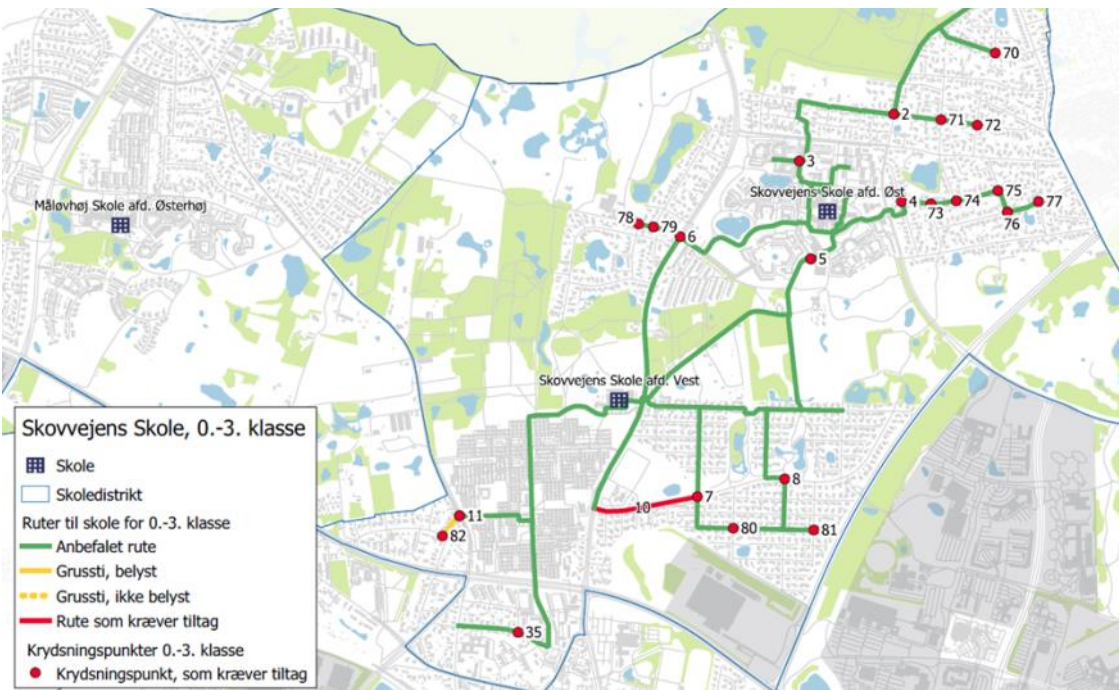 70
2
71
72
3
Skovvejens Skole afd. Øst
4
73
74
75
76
77
Måløvhøj Skole afd. Østerhøj
78
79
6
5
Skovvejens Skole afd. Vest
10
7
8
80
81
11
82
35
Skovvejens Skole, 0.-3. klasse
Skole
Skoledistrikt
Ruter til skole for 0.-3. klasse
Anbefalet rute
Grussti, belyst
Grussti, ikke belyst
Rute som kræver tiltag
Krydsningspunkter 0.-3. klasse
Krydsningspunkt, som kræver tiltag